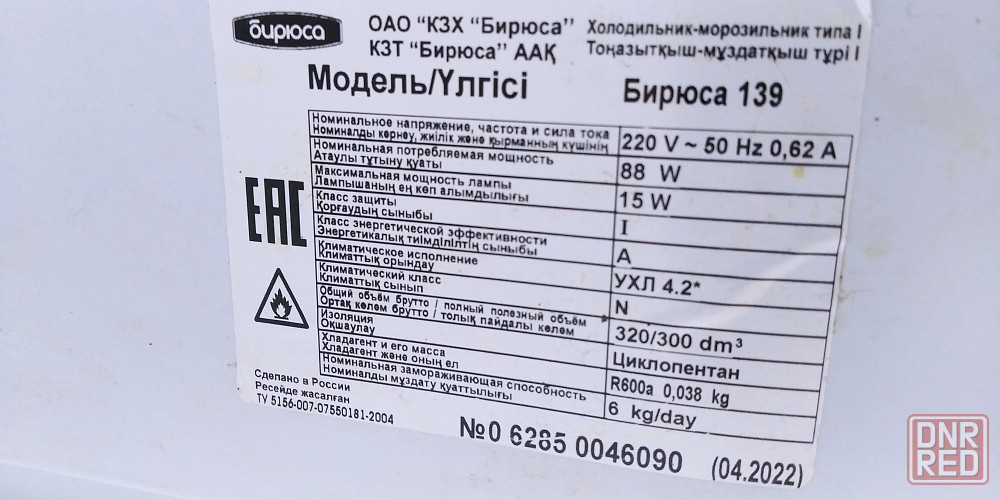 бирюса
ОАО "КЗХ "Бирюса" Холодильник-морозильник типа I
КЗТ "Бирюса" ААҚ Тоңазытқыш-мұздатқыш түрі I
Модель/Үлгісі Бирюса 139
Номинальное напряжение, частота и сила тока
Номиналды кернеу, жиілік және қырманның күшінің
220 V ~ 50 Hz 0,62 A
Номинальная потребляемая мощность
Атаулы тұтыну қуаты
88 W
Максимальная мощность лампы
Лампышаның ең көп алымдылығы
15 W
Класс защиты
Қорғаудың сыныбы
I
Класс энергетической эффективности
Энергетикалық тиімділілтің сыныбы
A
Климатическое исполнение
Климаттық орындау
УХЛ 4.2*
Климатический класс
Климаттық сынып
N
Общий объём брутто / полный полезный объём
Ортақ көлем брутто / толық пайдалы көлем
320/300 dm³
Изоляция
Оқшаулау
Циклопентан
Хладагент и его масса
Хладагент және оның ел
R600a 0,038 kg
Номинальная замораживающая способность
Номиналды мұздату қуаттылығы
6 kg/day
EAC
Сделано в России
Ресейде жасалған
ТУ 5156-007-07550181-2004
№0 6285 0046090 (04.2022)
DNR
RED